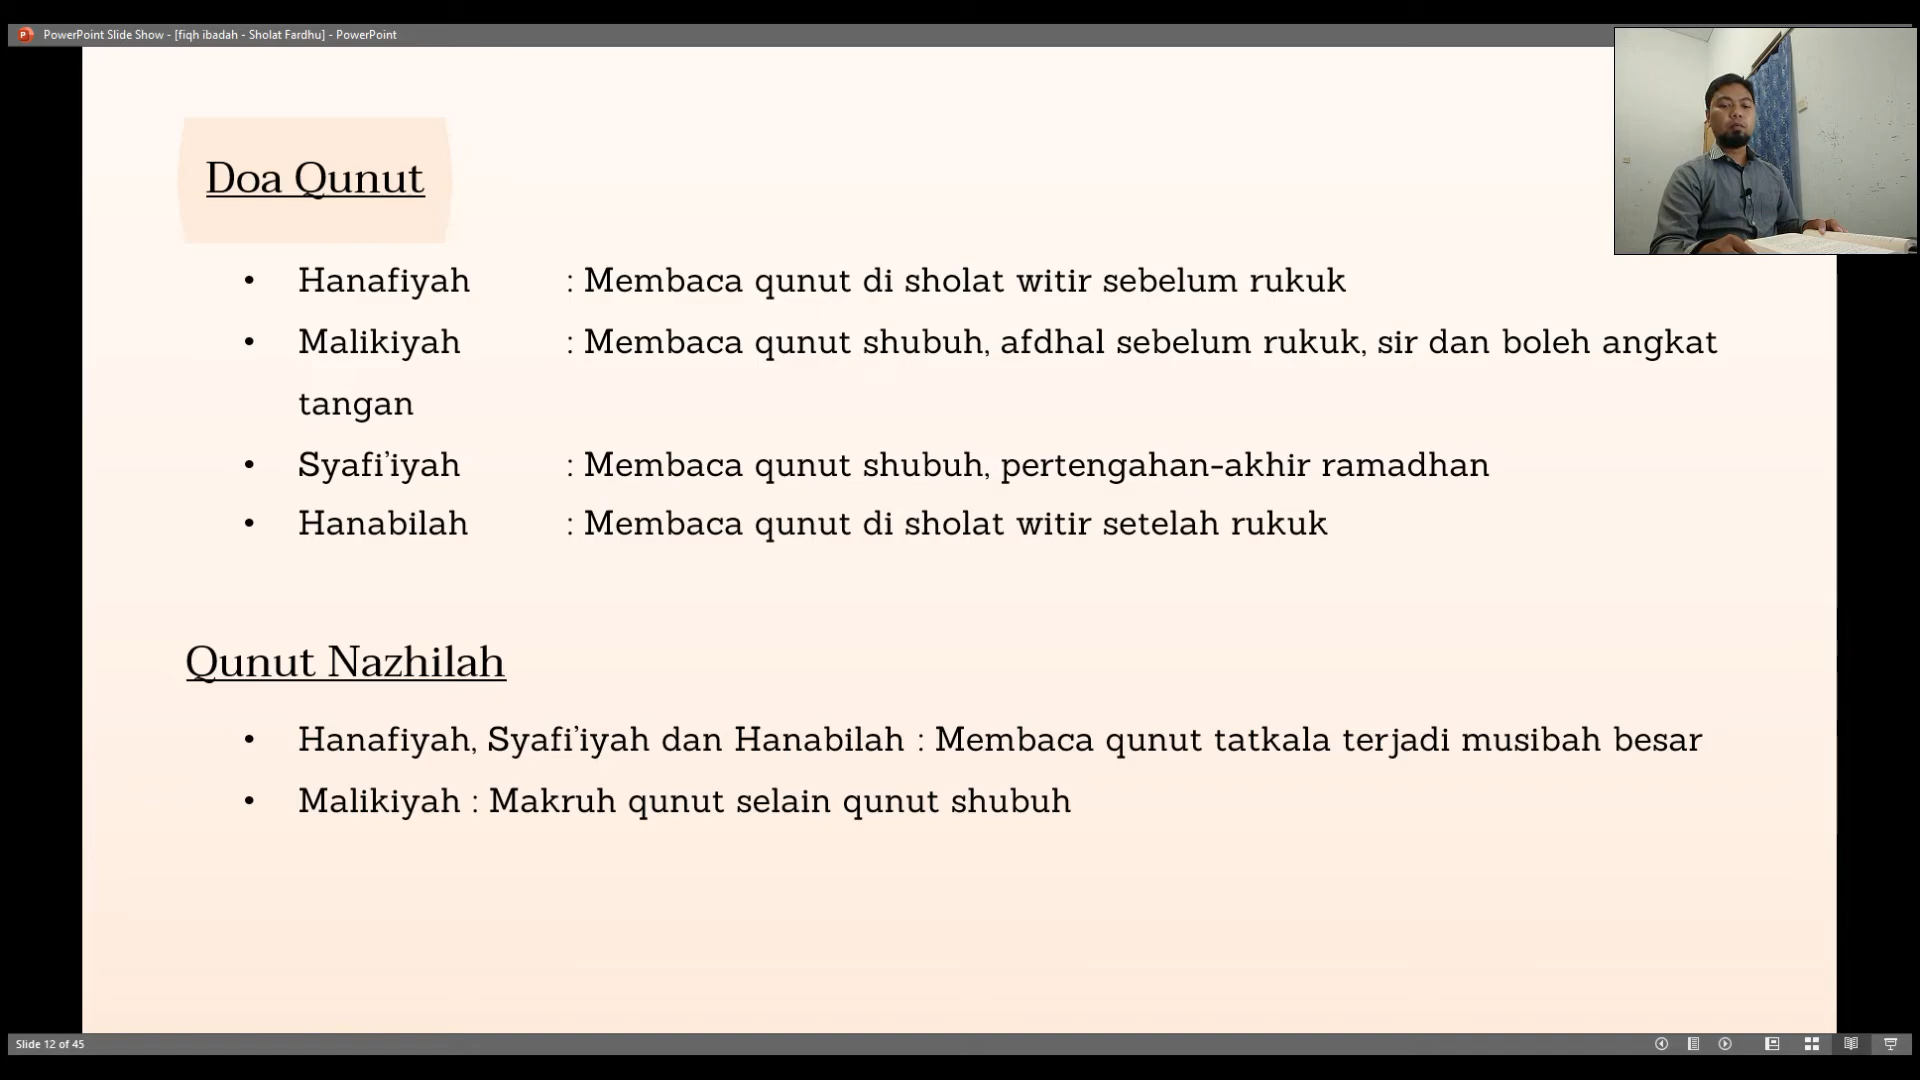 PowerPoint Slide Show - [fiqh ibadah - Sholat Fardhu] - PowerPoint
Doa Qunut
• Hanafiyah : Membaca qunut di sholat witir sebelum rukuk
• Malikiyah : Membaca qunut shubuh, afdhal sebelum rukuk, sir dan boleh angkat
tangan
• Syafi’iyah : Membaca qunut shubuh, pertengahan-akhir ramadhan
• Hanabilah : Membaca qunut di sholat witir setelah rukuk
Qunut Nazhilah
• Hanafiyah, Syafi’iyah dan Hanabilah : Membaca qunut tatkala terjadi musibah besar
• Malikiyah : Makruh qunut selain qunut shubuh
Slide 12 of 45